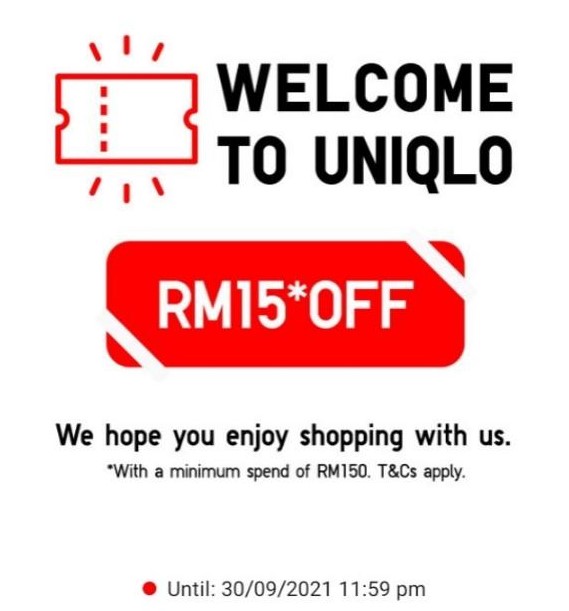 WELCOME
TO UNIQLO
RM15*OFF
We hope you enjoy shopping with us.
*With a minimum spend of RM150. T&Cs apply.
Until: 30/09/2021 11:59 pm